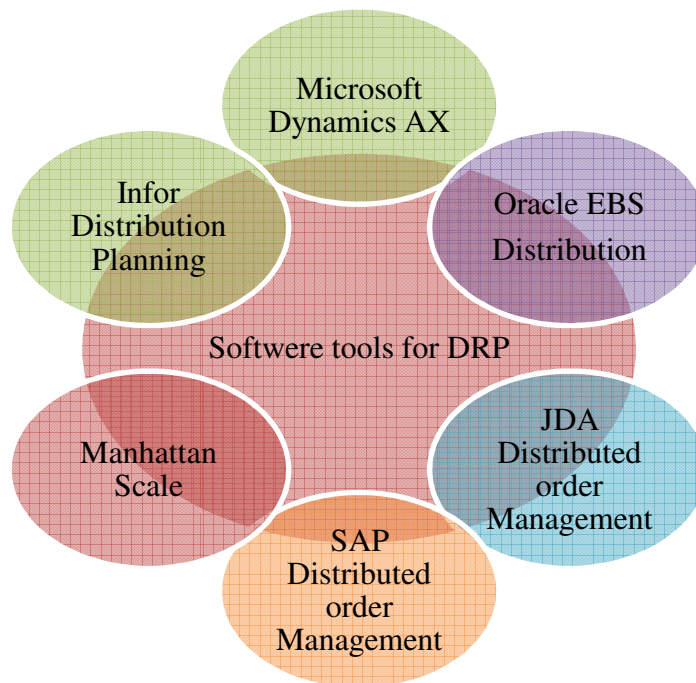 Microsoft
Dynamics AX
Oracle EBS
Distribution
Infor
Distribution
Planning
Softwere tools for DRP
JDA
Distributed
order
Management
Manhattan
Scale
SAP
Distributed
order
Management